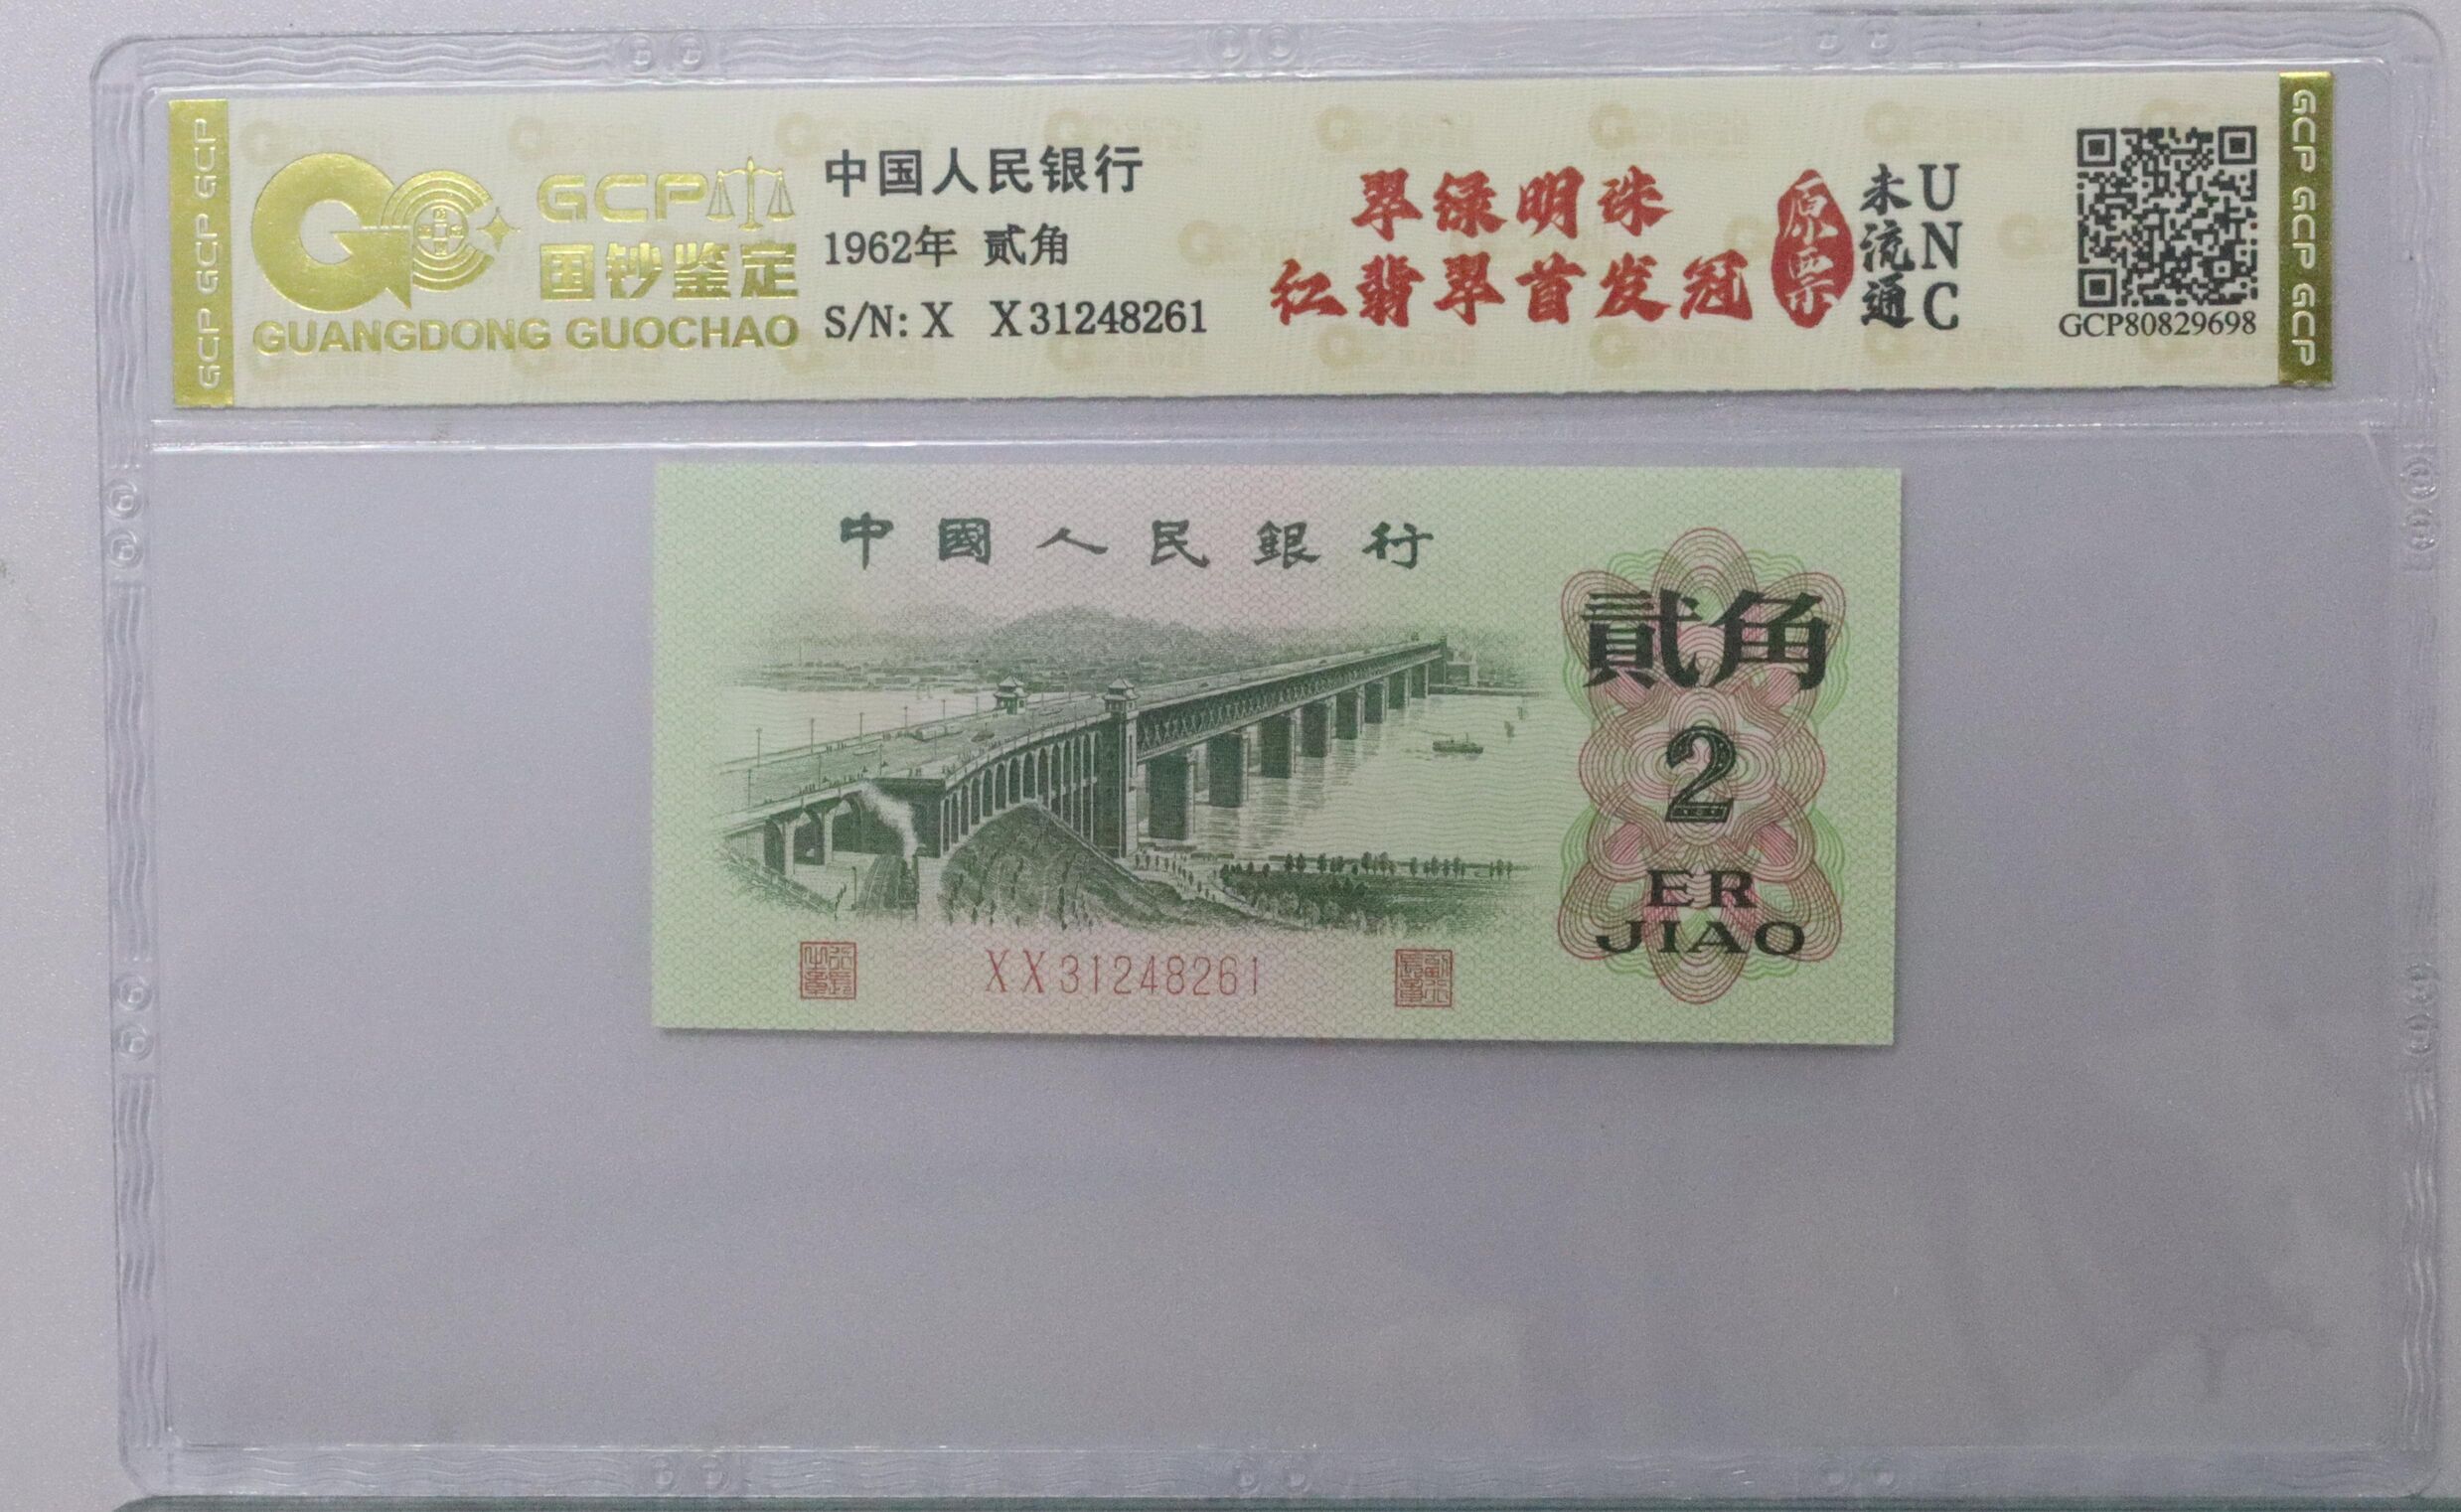 GCP GCP GCP
GCP
国钞鉴定
GUANGDONG GUOCHAO
中国人民银行
1962年 贰角
S/N: X X31248261
翠绿明珠
红翡翠首发冠
原票
未流通
UNC
GCP80829698
GCP GCP GCP
中國人民銀行
貳角
2
ER
JIAO
XX31248261